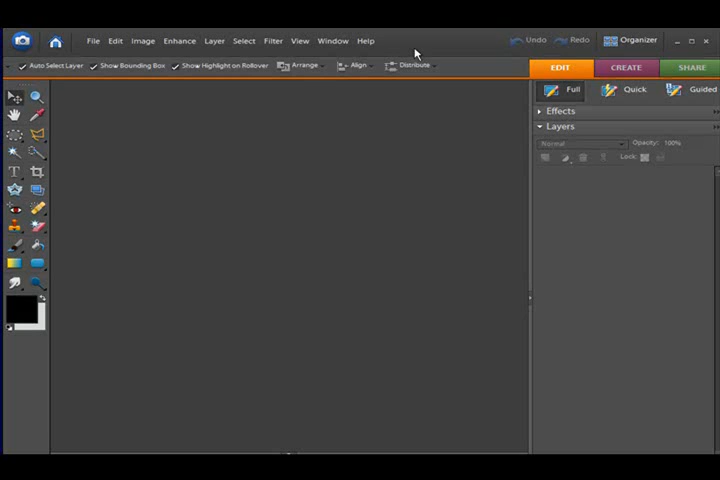 File Edit Image Enhance Layer Select Filter View Window Help Undo Redo Organizer
Auto Select Layer Show Bounding Box Show Highlight on Rollover Arrange Align Distribute EDIT CREATE SHARE
Full Quick Guided
Effects
Layers
Normal Opacity: 100%
Lock:
T